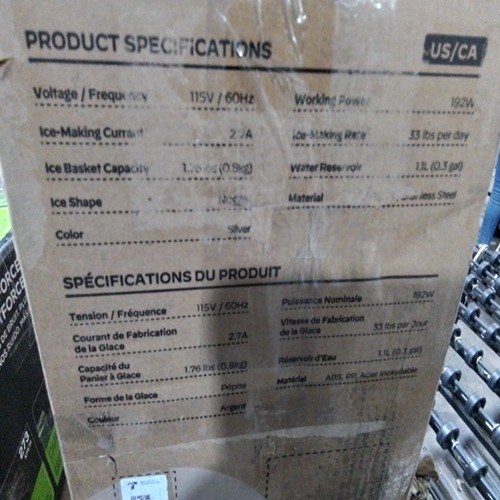 PRODUCT SPECIFICATIONS
US/CA
Voltage / Frequency 115V / 60Hz
Working Power 192W
Ice-Making Current 2.7A
Ice-Making Rate 33 lbs per day
Ice Basket Capacity 1.76 lbs (0.8kg)
Water Reservoir 1.1L (0.3 gal)
Ice Shape
Material Stainless Steel
Color Silver
SPÉCIFICATIONS DU PRODUIT
Tension / Fréquence 115V / 60Hz
Puissance Nominale 192W
Courant de Fabrication
de la Glace 2.7A
Vitesse de Fabrication
de la Glace 33 lbs par Jour
Capacité du
Panier à Glace 1.76 lbs (0.8kg)
Réservoir d'Eau 1.1L (0.3 gal)
Forme de la Glace Pépite
Matériel ABS, PP, Acier Inoxydable
Couleur Argent